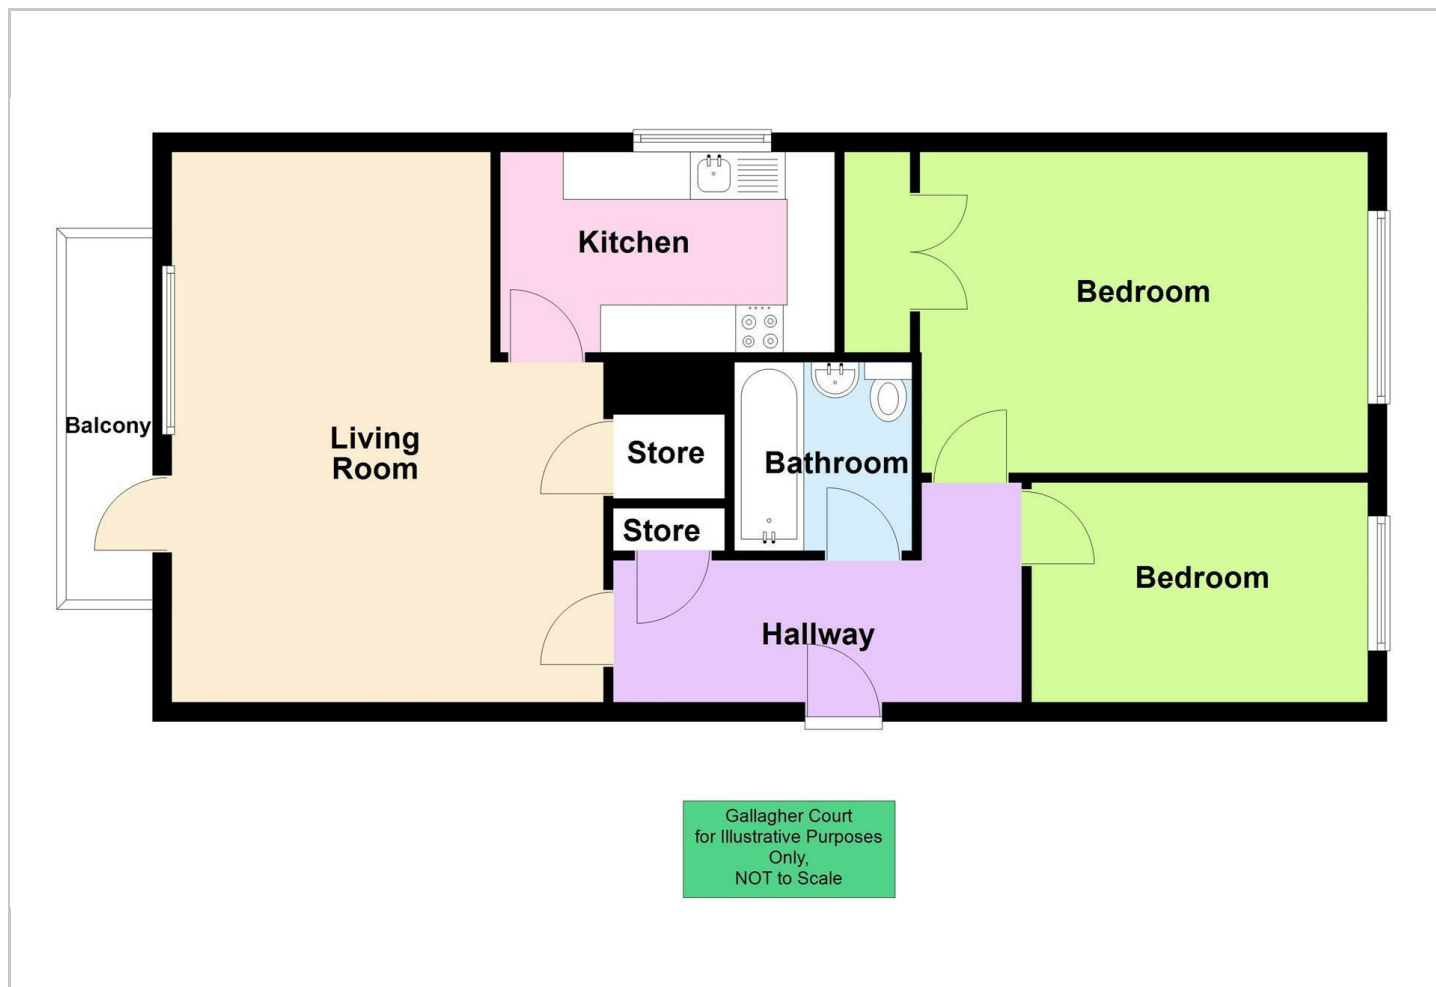 Kitchen
Bedroom
Balcony
Living
Room
Store
Bathroom
Store
Bedroom
Hallway
Gallagher Court
for Illustrative Purposes
Only,
NOT to Scale